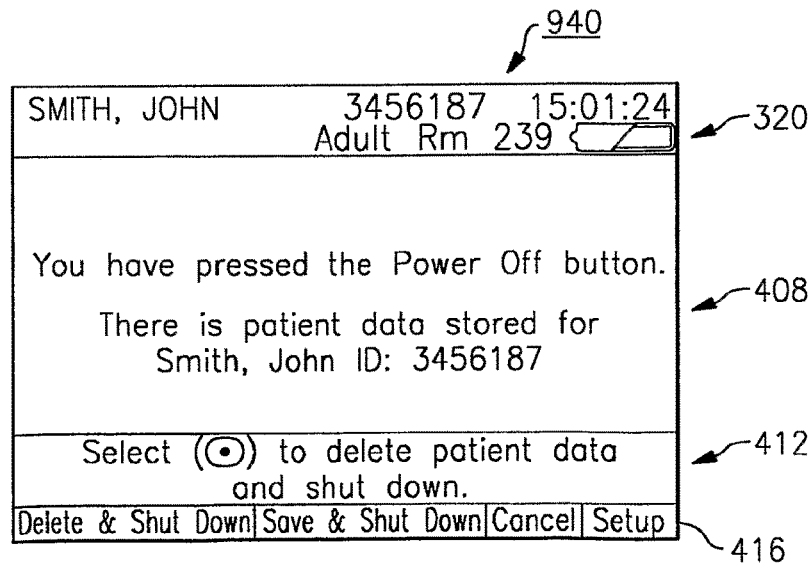 940
SMITH, JOHN 3456187 15:01:24
Adult Rm 239
320
You have pressed the Power Off button.
408
There is patient data stored for
Smith, John ID: 3456187
Select (⊙) to delete patient data
412
and shut down.
Delete & Shut Down Save & Shut Down Cancel Setup
416